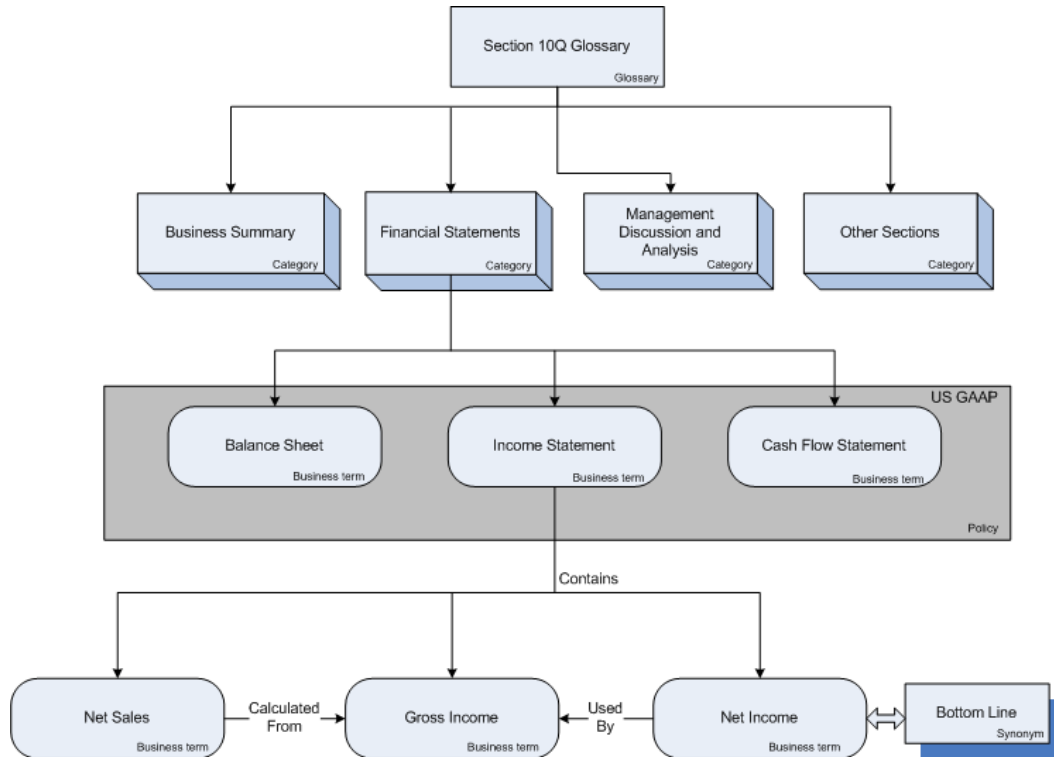 Section 10Q Glossary
Glossary
Business Summary
Category
Financial Statements
Category
Management
Discussion and
Analysis
Category
Other Sections
Category
US GAAP
Balance Sheet
Business term
Income Statement
Business term
Cash Flow Statement
Business term
Policy
Contains
Net Sales
Business term
Calculated
From
Gross Income
Business term
Used
By
Net Income
Business term
Bottom Line
Synonym